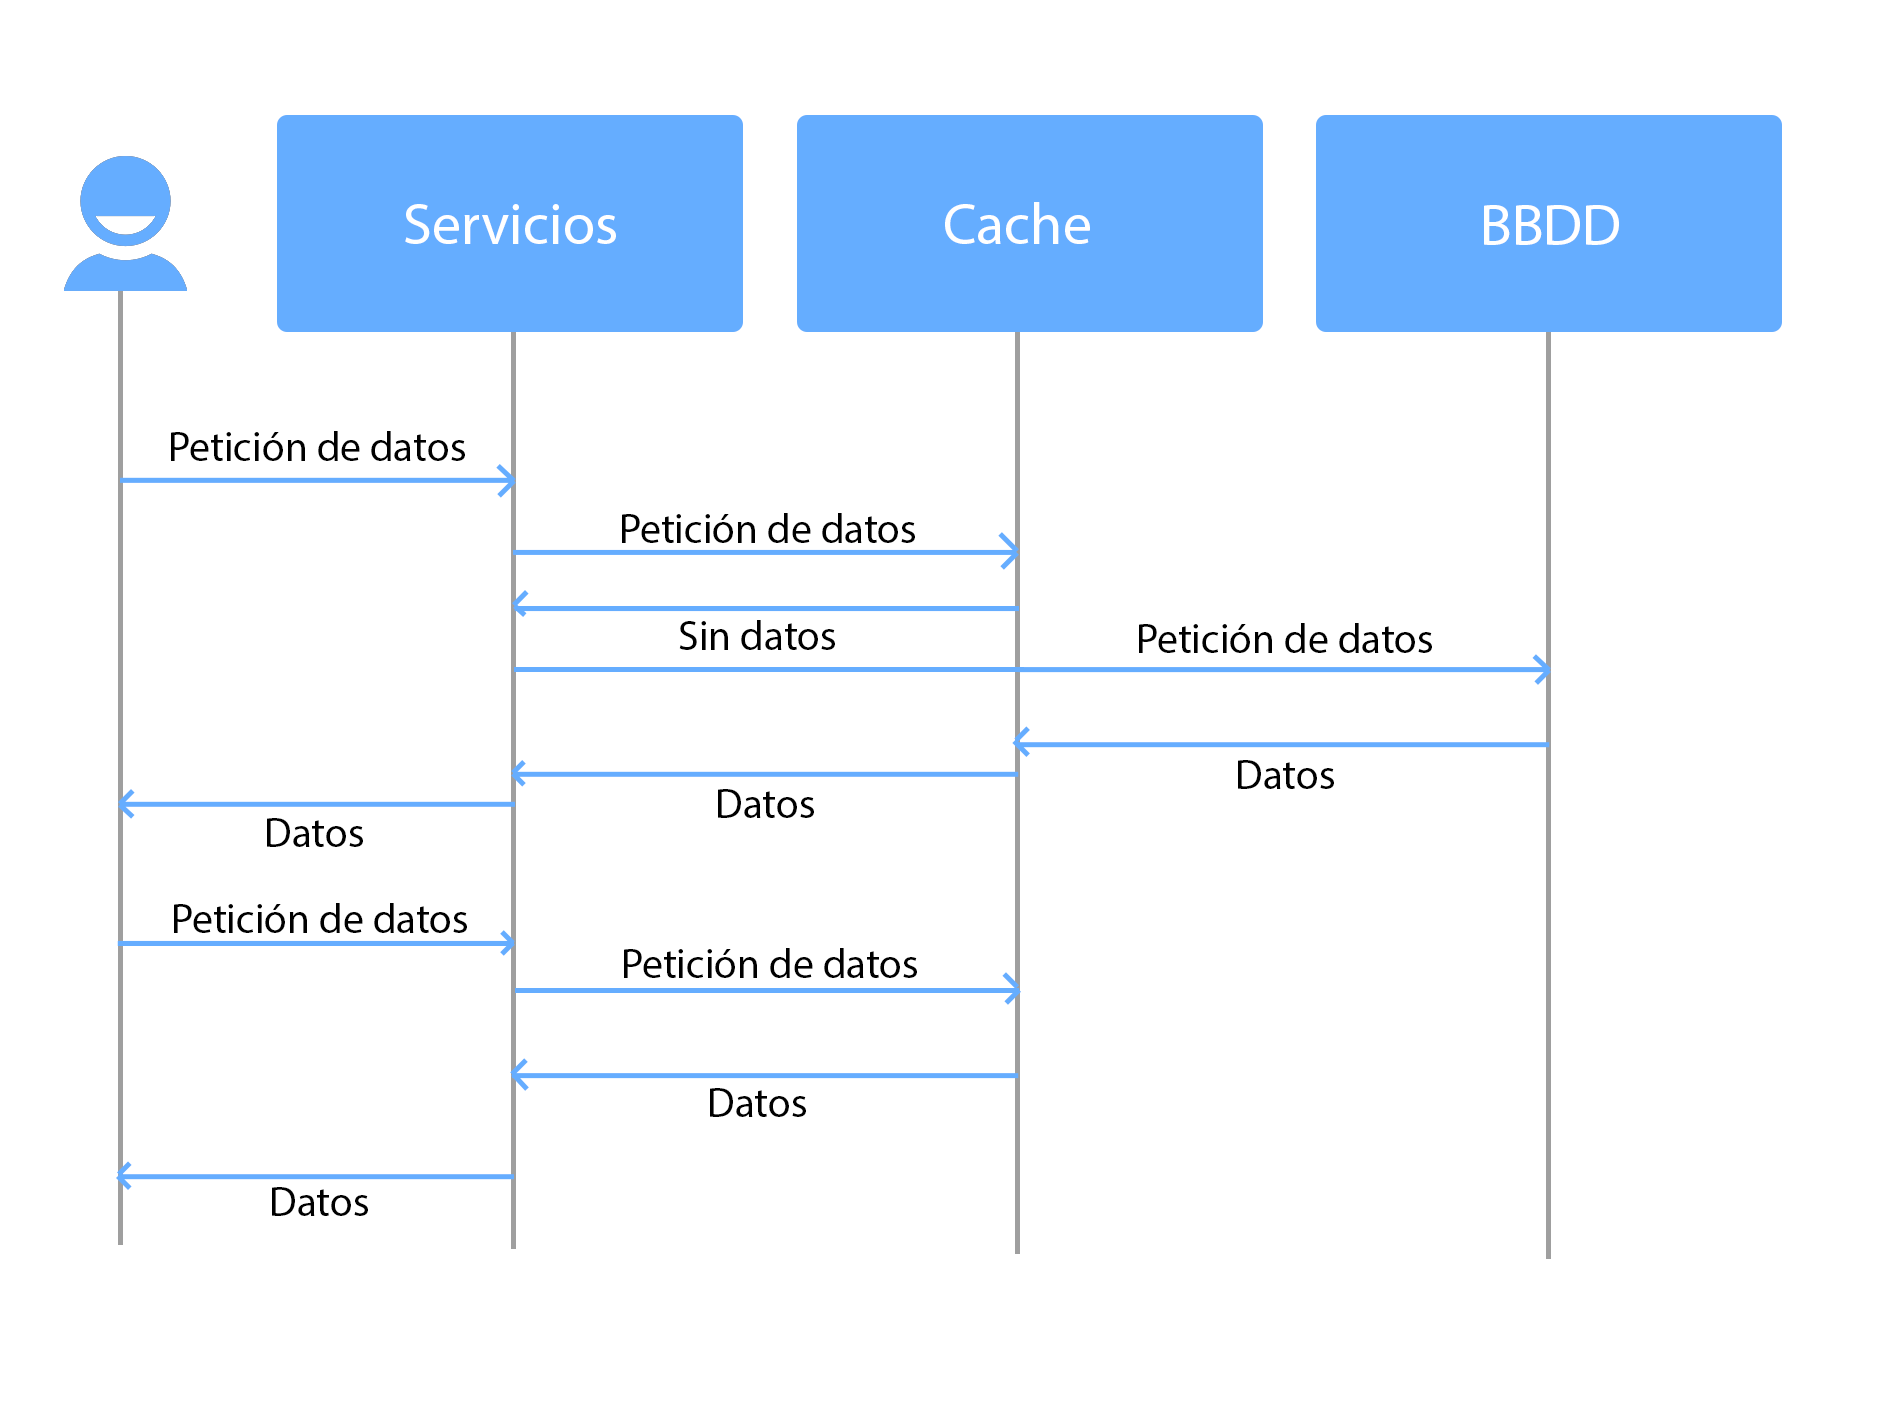 Servicios
Cache
BBDD
Petición de datos
Petición de datos
Sin datos
Petición de datos
Datos
Datos
Datos
Petición de datos
Petición de datos
Datos
Datos